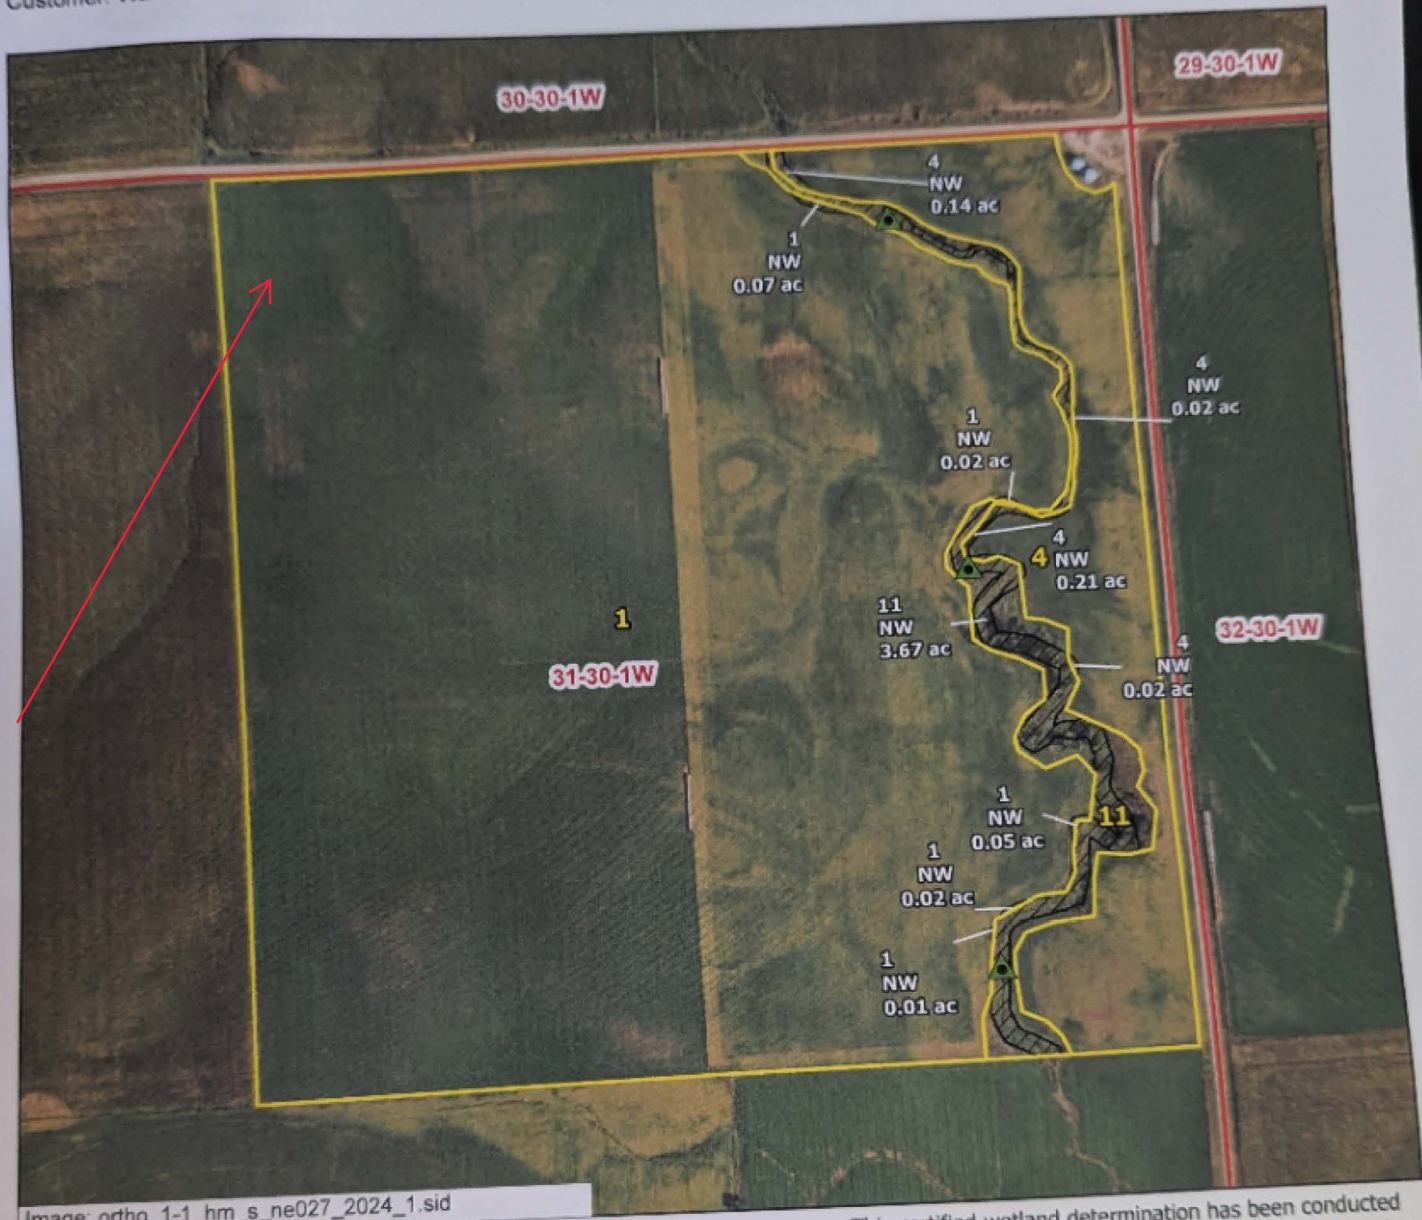 Customer:
29-30-1W
30-30-1W
4
NW
0.14 ac
1
NW
0.07 ac
4
NW
0.02 ac
1
NW
0.02 ac
4
4
NW
0.21 ac
11
NW
3.67 ac
1
31-30-1W
32-30-1W
4
NW
0.02 ac
1
NW
0.05 ac
11
1
NW
0.02 ac
1
NW
0.01 ac
Image: ortho_1-1_hm_s_ne027_2024_1.sid
This certified wetland determination has been conducted